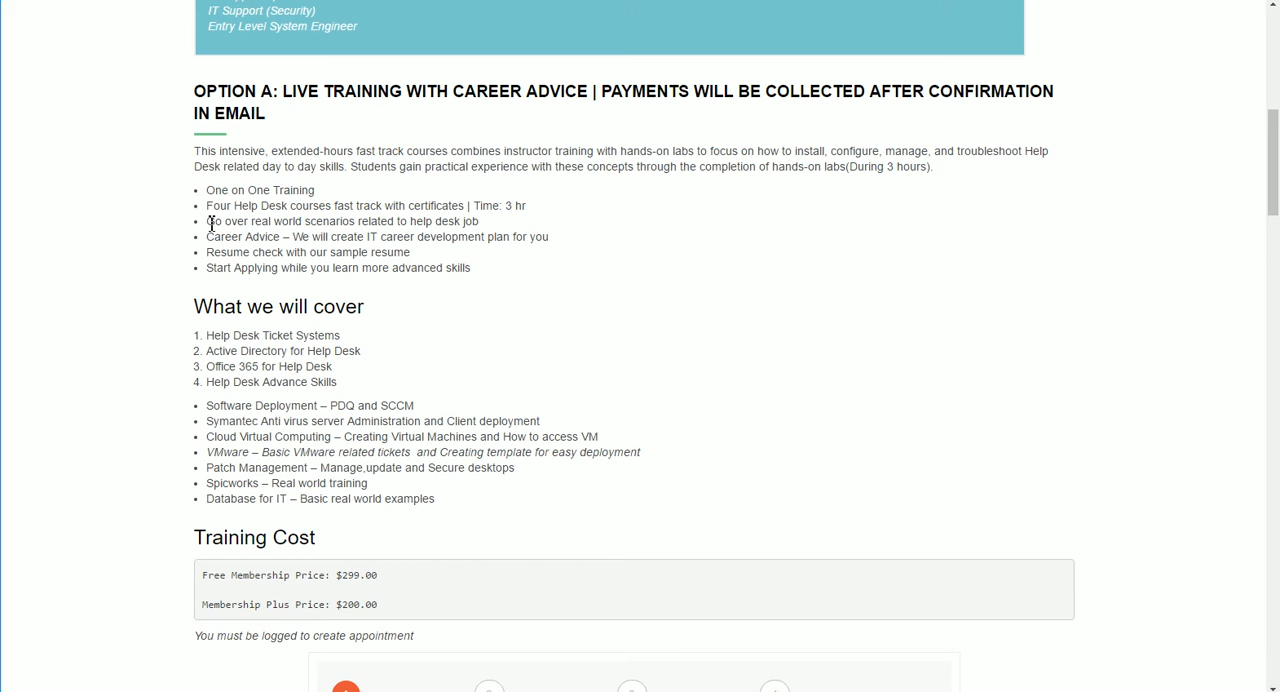 IT Support (Security)
Entry Level System Engineer
OPTION A: LIVE TRAINING WITH CAREER ADVICE | PAYMENTS WILL BE COLLECTED AFTER CONFIRMATION
IN EMAIL
This intensive, extended-hours fast track courses combines instructor training with hands-on labs to focus on how to install, configure, manage, and troubleshoot Help
Desk related day to day skills. Students gain practical experience with these concepts through the completion of hands-on labs(During 3 hours).
• One on One Training
• Four Help Desk courses fast track with certificates | Time: 3 hr
• Go over real world scenarios related to help desk job
• Career Advice – We will create IT career development plan for you
• Resume check with our sample resume
• Start Applying while you learn more advanced skills
What we will cover
1. Help Desk Ticket Systems
2. Active Directory for Help Desk
3. Office 365 for Help Desk
4. Help Desk Advance Skills
• Software Deployment – PDQ and SCCM
• Symantec Anti virus server Administration and Client deployment
• Cloud Virtual Computing – Creating Virtual Machines and How to access VM
• VMware – Basic VMware related tickets and Creating template for easy deployment
• Patch Management – Manage,update and Secure desktops
• Spicworks – Real world training
• Database for IT – Basic real world examples
Training Cost
Free Membership Price: $299.00
Membership Plus Price: $200.00
You must be logged to create appointment